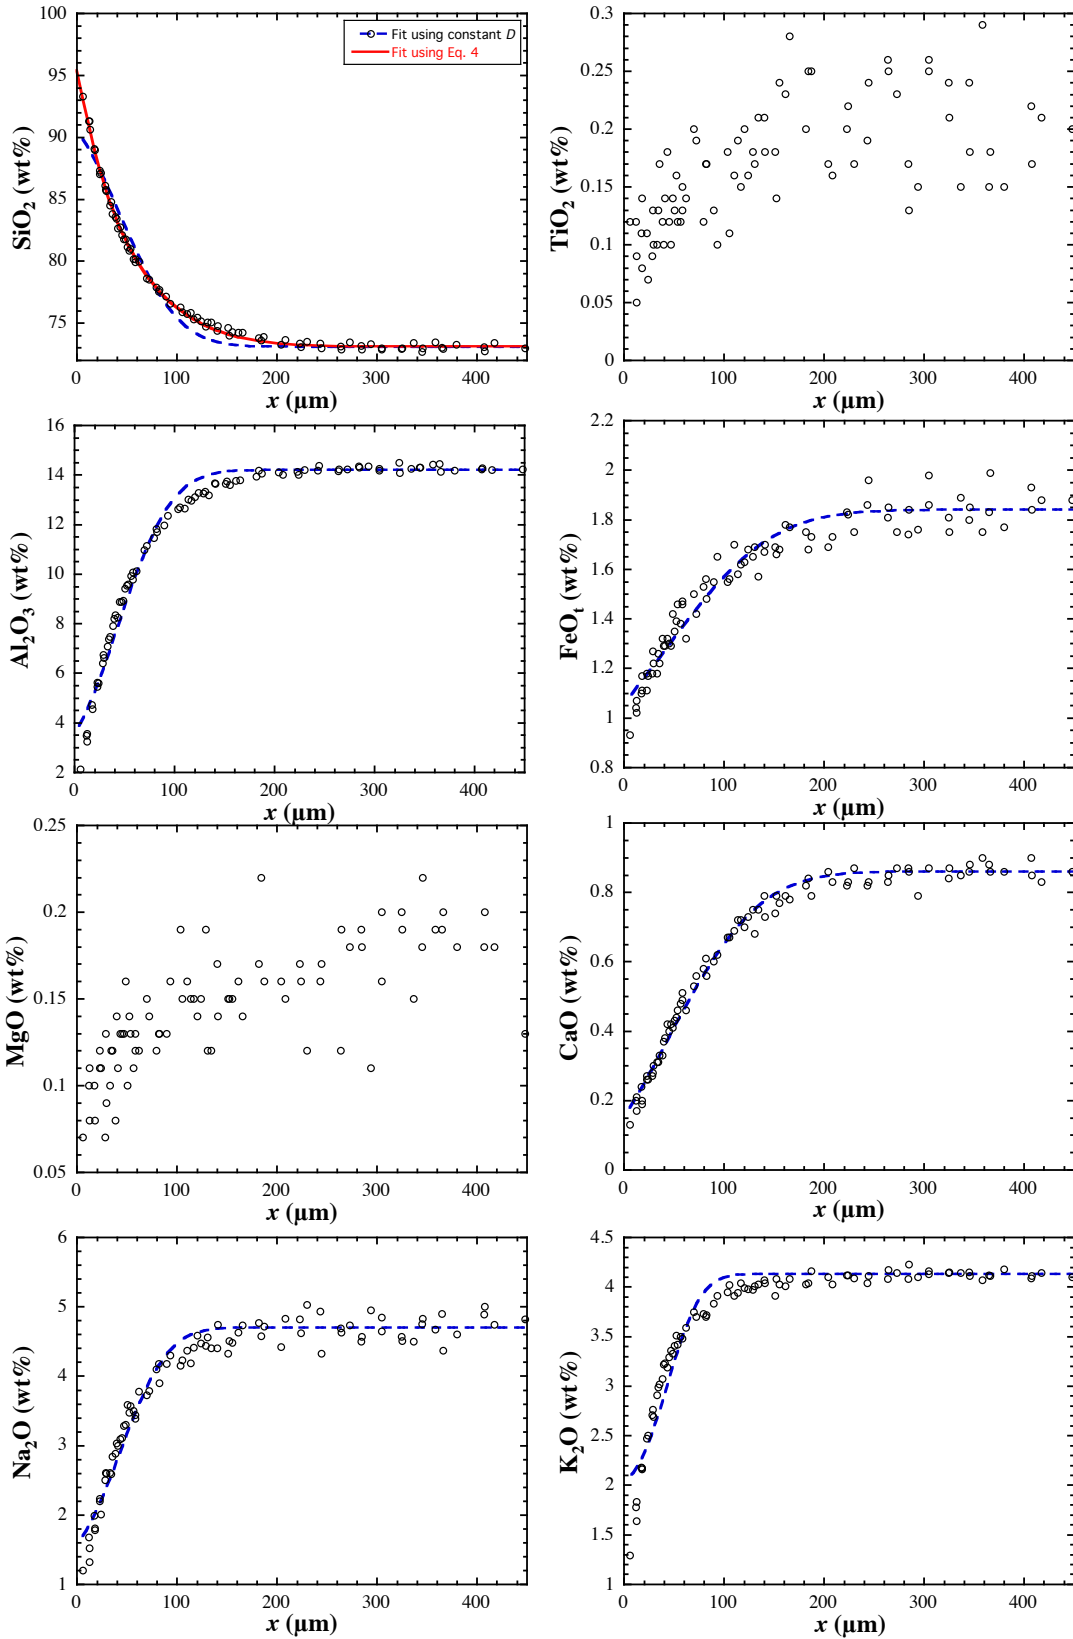 Fit using constant D
Fit using Eq. 4
SiO2 (wt%)
95
90
85
80
75
0 100 200 300 400
x (µm)
TiO2 (wt%)
0.3
0.25
0.2
0.15
0.1
0.05
0
0 100 200 300 400
x (µm)
Al2O3 (wt%)
16
14
12
10
8
6
4
2
0 100 200 300 400
x (µm)
FeOt (wt%)
2.2
2
1.8
1.6
1.4
1.2
1
0.8
0 100 200 300 400
x (µm)
MgO (wt%)
0.25
0.2
0.15
0.1
0.05
0 100 200 300 400
x (µm)
CaO (wt%)
1
0.8
0.6
0.4
0.2
0
0 100 200 300 400
x (µm)
Na2O (wt%)
6
5
4
3
2
1
0 100 200 300 400
x (µm)
K2O (wt%)
4.5
4
3.5
3
2.5
2
1.5
1
0 100 200 300 400
x (µm)